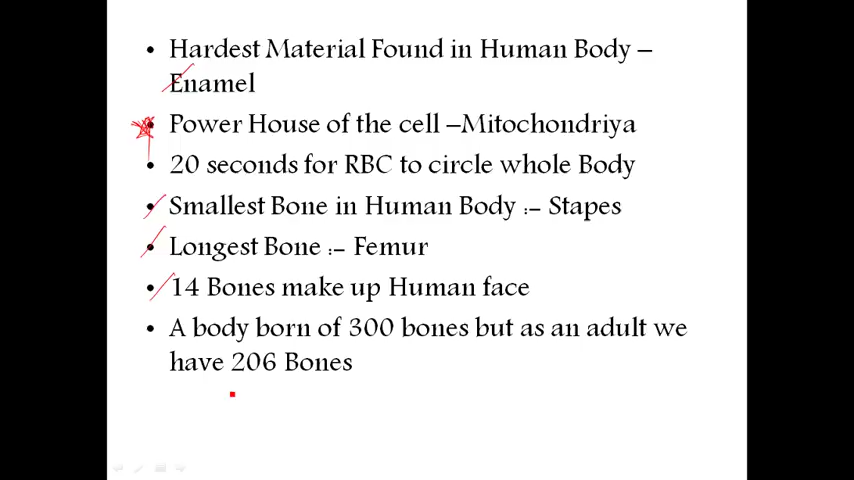 • Hardest Material Found in Human Body –
Enamel
• Power House of the cell –Mitochondriya
• 20 seconds for RBC to circle whole Body
• Smallest Bone in Human Body :- Stapes
• Longest Bone :- Femur
• 14 Bones make up Human face
• A body born of 300 bones but as an adult we
have 206 Bones